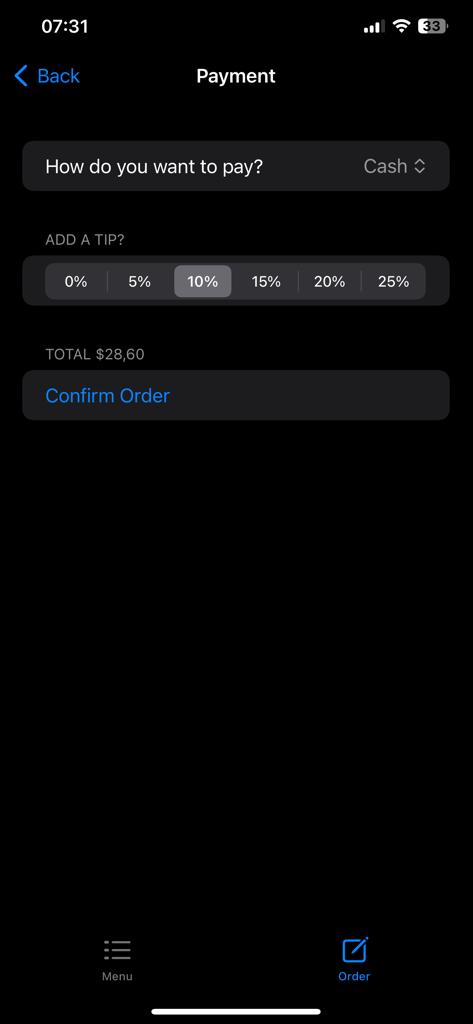 07:31 33
Back Payment
How do you want to pay? Cash
ADD A TIP?
0% 5% 10% 15% 20% 25%
TOTAL $28,60
Confirm Order
Menu Order